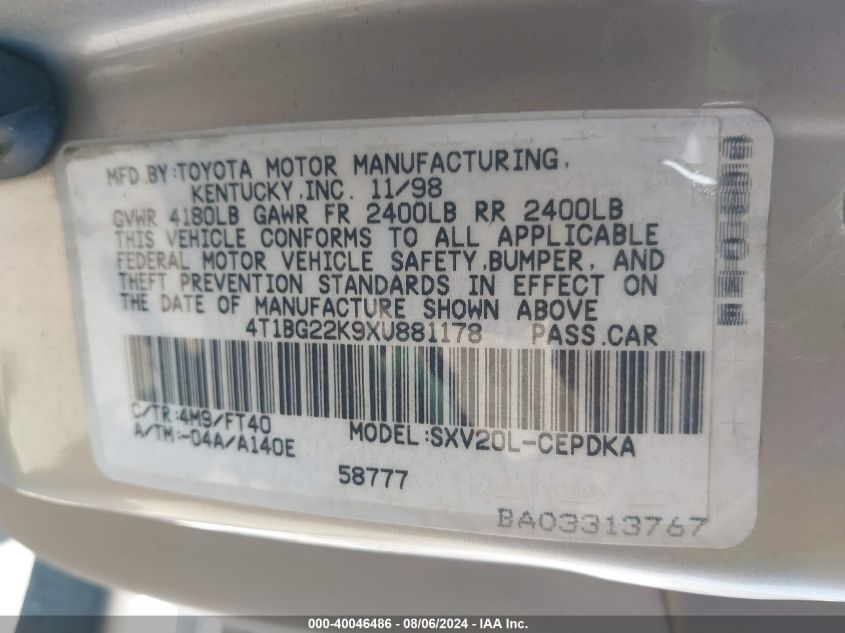 MFD.BY:TOYOTA MOTOR MANUFACTURING,
KENTUCKY,INC. 11/98
GVWR 4180LB GAWR FR 2400LB RR 2400LB
THIS VEHICLE CONFORMS TO ALL APPLICABLE
FEDERAL MOTOR VEHICLE SAFETY,BUMPER, AND
THEFT PREVENTION STANDARDS IN EFFECT ON
THE DATE OF MANUFACTURE SHOWN ABOVE
4T1BG22K9XU881178 PASS.CAR
C/TR:4M9/FT40
A/TM:-04A/A140E MODEL:SXV20L-CEPDKA
58777
BA03313767
000-40046486 - 08/06/2024 - IAA Inc.